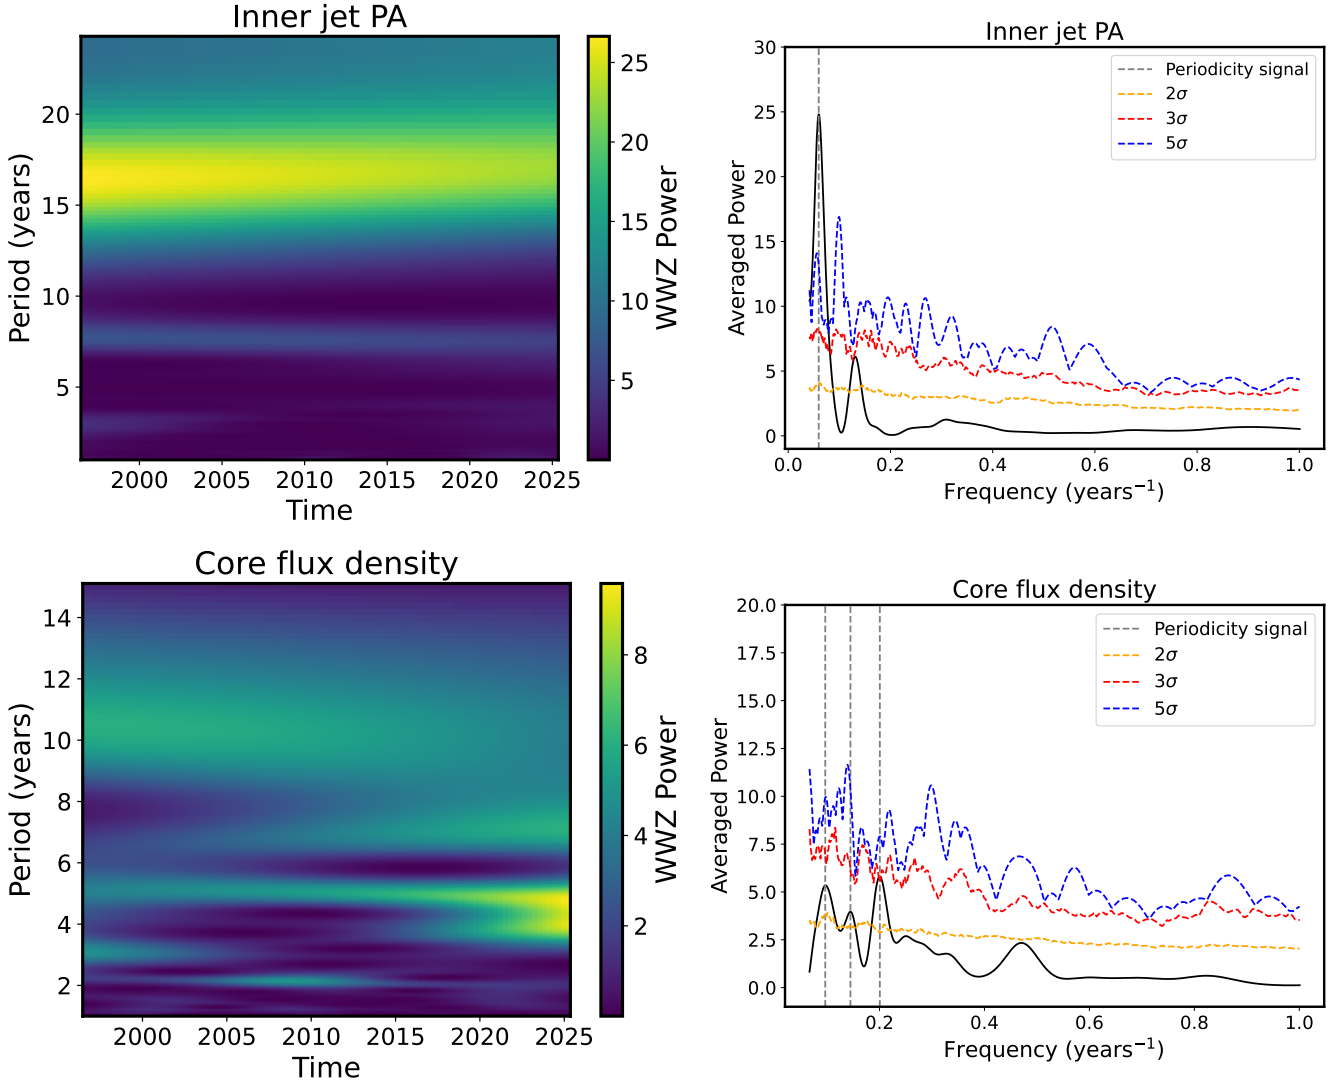 Inner jet PA
Period (years)
20
15
10
5
2000 2005 2010 2015 2020 2025
Time
25
20
15
10
5
WWZ Power
Inner jet PA
Averaged Power
30
25
20
15
10
5
0
0.0 0.2 0.4 0.6 0.8 1.0
Frequency (years⁻¹)
Periodicity signal
2σ
3σ
5σ
Core flux density
Period (years)
14
12
10
8
6
4
2
2000 2005 2010 2015 2020 2025
Time
8
6
4
2
WWZ Power
Core flux density
Averaged Power
20.0
17.5
15.0
12.5
10.0
7.5
5.0
2.5
0.0
0.2 0.4 0.6 0.8 1.0
Frequency (years⁻¹)
Periodicity signal
2σ
3σ
5σ